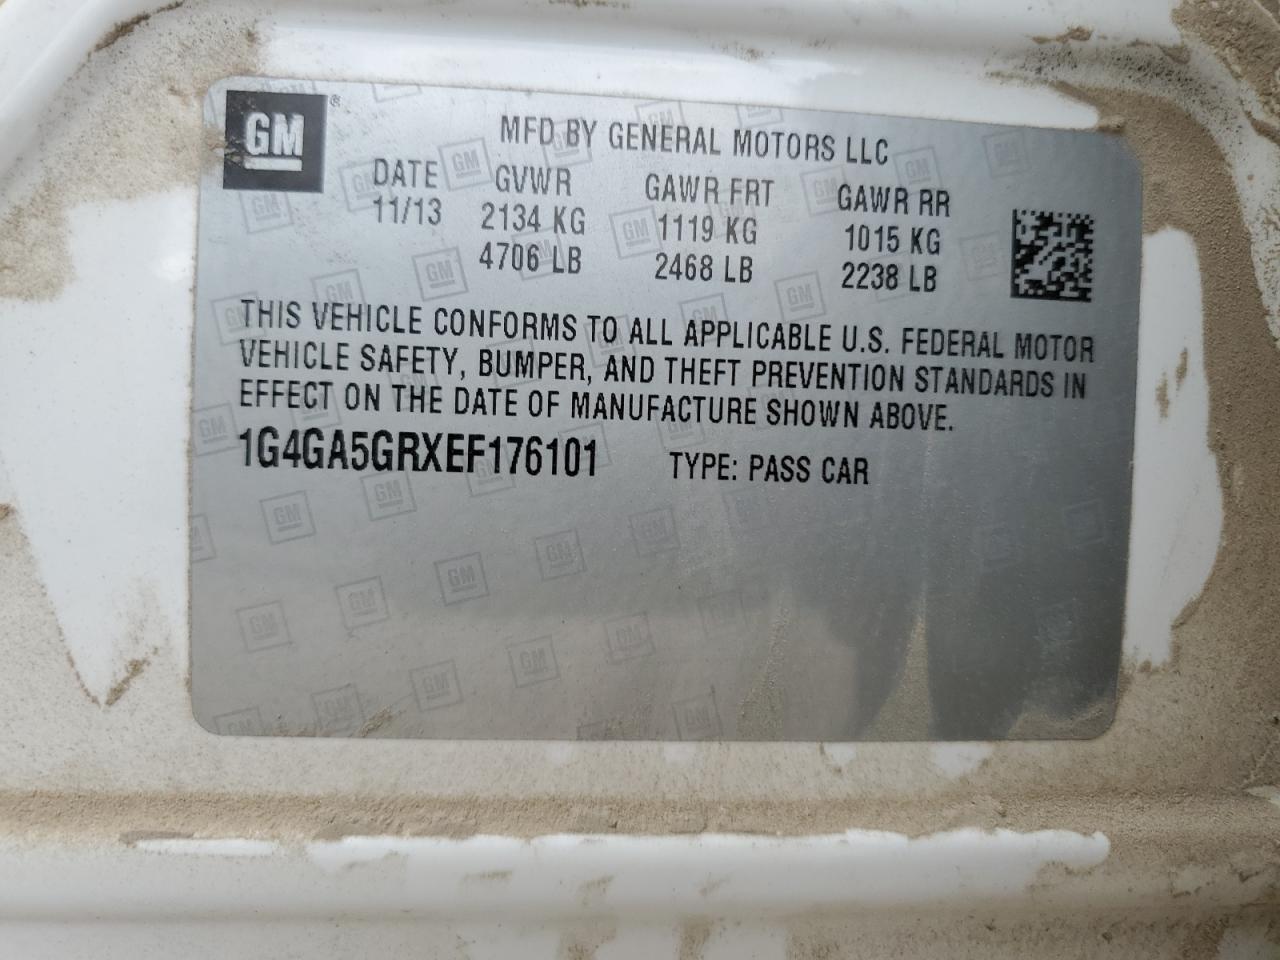 GM®
MFD BY GENERAL MOTORS LLC
DATE GVWR GAWR FRT GAWR RR
11/13 2134 KG 1119 KG 1015 KG
4706 LB 2468 LB 2238 LB
THIS VEHICLE CONFORMS TO ALL APPLICABLE U.S. FEDERAL MOTOR
VEHICLE SAFETY, BUMPER, AND THEFT PREVENTION STANDARDS IN
EFFECT ON THE DATE OF MANUFACTURE SHOWN ABOVE.
1G4GA5GRXEF176101 TYPE: PASS CAR